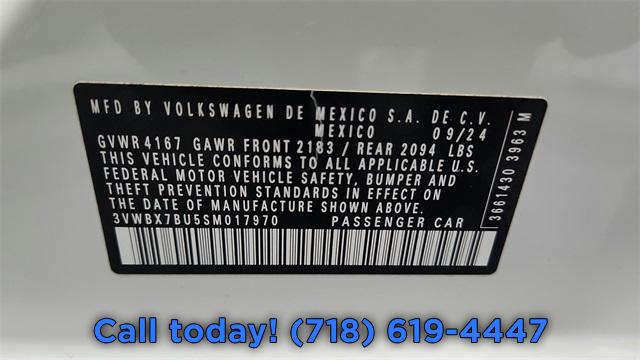 MFD BY VOLKSWAGEN DE MEXICO S.A. DE C.V.
MEXICO 09/24
GVWR 4167 GAWR FRONT 2183 / REAR 2094 LBS
THIS VEHICLE CONFORMS TO ALL APPLICABLE U.S.
FEDERAL MOTOR VEHICLE SAFETY, BUMPER AND
THEFT PREVENTION STANDARDS IN EFFECT ON
THE DATE OF MANUFACTURE SHOWN ABOVE.
3VWBX7BU5SM017970 PASSENGER CAR
3661430 3963 M
Call today! (718) 619-4447